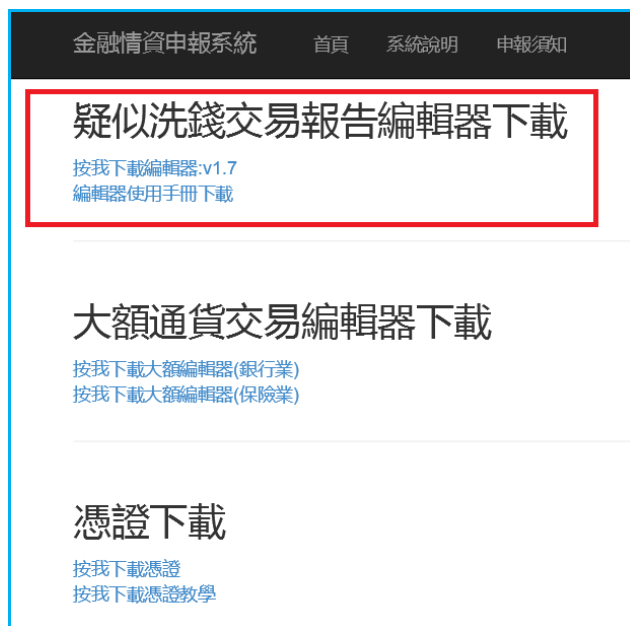 金融情資申報系統 首頁 系統說明 申報須知
疑似洗錢交易報告編輯器下載
按我下載編輯器:v1.7
編輯器使用手冊下載
大額通貨交易編輯器下載
按我下載大額編輯器(銀行業)
按我下載大額編輯器(保險業)
憑證下載
按我下載憑證
按我下載憑證教學